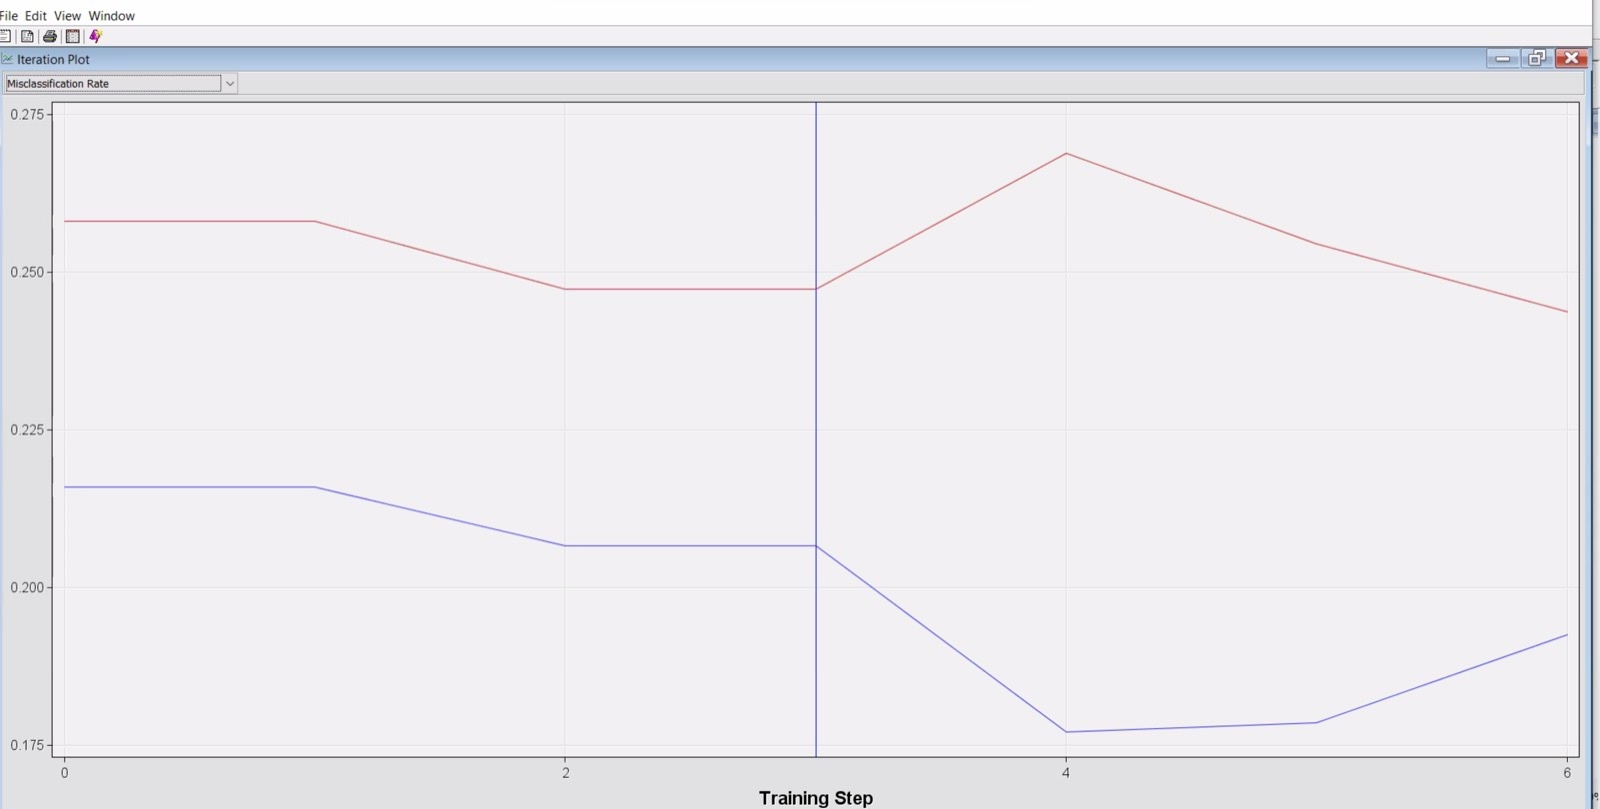 File Edit View Window
Iteration Plot
Misclassification Rate
0.275
0.250
0.225
0.200
0.175
0 2 4 6
Training Step